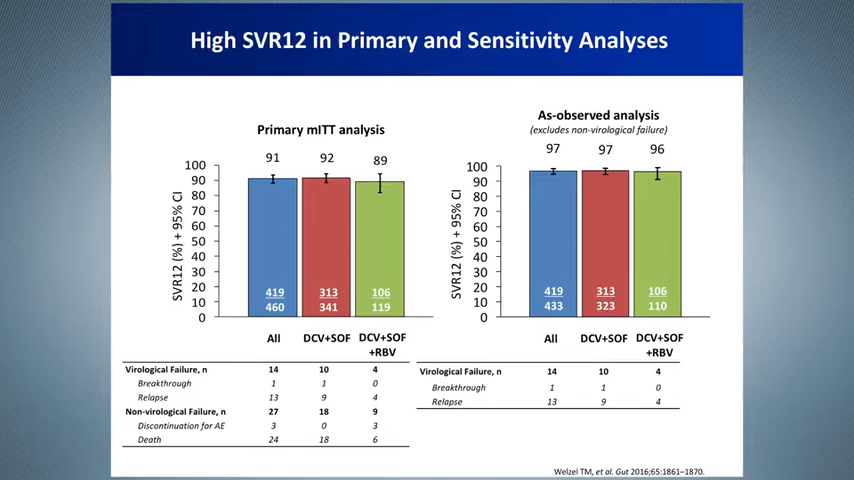 High SVR12 in Primary and Sensitivity Analyses
Primary mITT analysis
91
92
89
SVR12 (%) + 95% CI
100
90
80
70
60
50
40
30
20
10
0
419
460
313
341
106
119
All
DCV+SOF
DCV+SOF
+RBV
Virological Failure, n 14 10 4
Breakthrough 1 1 0
Relapse 13 9 4
Non-virological Failure, n 27 18 9
Discontinuation for AE 3 0 3
Death 24 18 6
As-observed analysis
(excludes non-virological failure)
97
97
96
SVR12 (%) + 95% CI
100
90
80
70
60
50
40
30
20
10
0
419
433
313
323
106
110
All
DCV+SOF
DCV+SOF
+RBV
Virological Failure, n 14 10 4
Breakthrough 1 1 0
Relapse 13 9 4
Welzel TM, et al. Gut 2016;65:1861–1870.